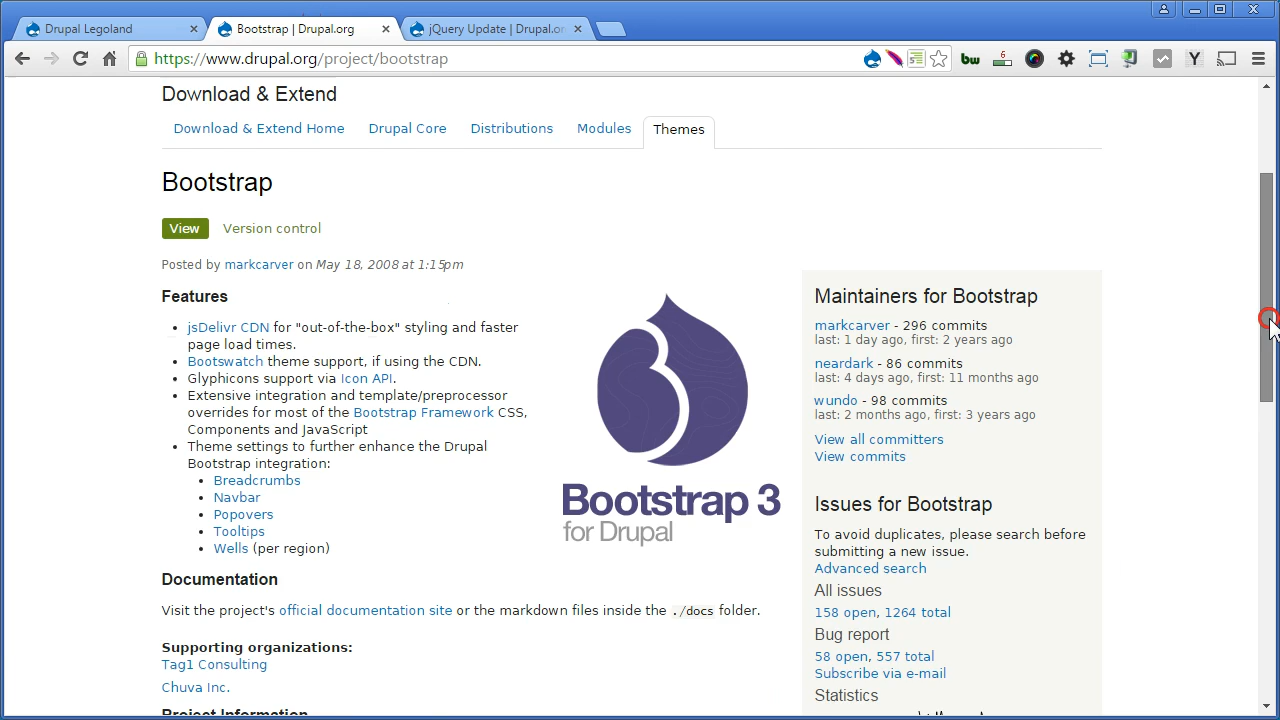 Drupal Legoland
Bootstrap | Drupal.org
jQuery Update | Drupal.or
https://www.drupal.org/project/bootstrap
Download & Extend
Download & Extend Home
Drupal Core
Distributions
Modules
Themes
Bootstrap
View
Version control
Posted by markcarver on May 18, 2008 at 1:15pm
Features
jsDelivr CDN for "out-of-the-box" styling and faster
page load times.
Bootswatch theme support, if using the CDN.
Glyphicons support via Icon API.
Extensive integration and template/preprocessor
overrides for most of the Bootstrap Framework CSS,
Components and JavaScript
Theme settings to further enhance the Drupal
Bootstrap integration:
Breadcrumbs
Navbar
Popovers
Tooltips
Wells (per region)
Bootstrap 3
for Drupal
Documentation
Visit the project's official documentation site or the markdown files inside the ./docs folder.
Supporting organizations:
Tag1 Consulting
Chuva Inc.
Project Information
Maintainers for Bootstrap
markcarver - 296 commits
last: 1 day ago, first: 2 years ago
neardark - 86 commits
last: 4 days ago, first: 11 months ago
wundo - 98 commits
last: 2 months ago, first: 3 years ago
View all committers
View commits
Issues for Bootstrap
To avoid duplicates, please search before
submitting a new issue.
Advanced search
All issues
158 open, 1264 total
Bug report
58 open, 557 total
Subscribe via e-mail
Statistics